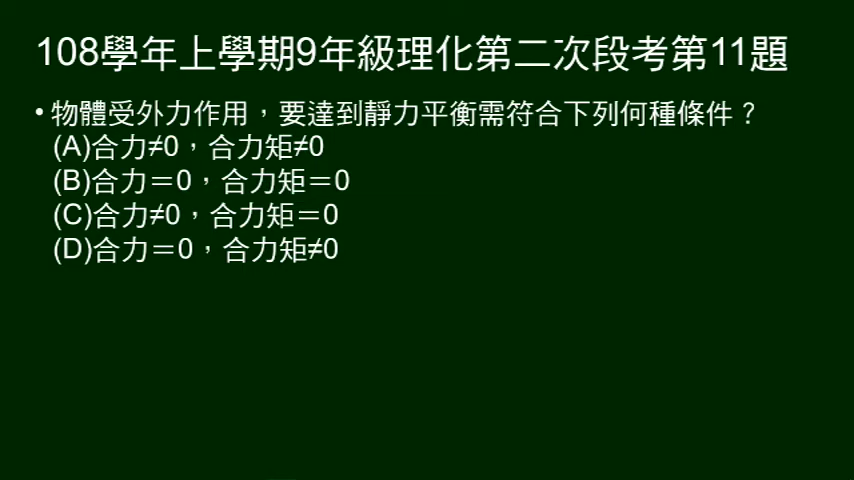 108學年上學期9年級理化第二次段考第11題
• 物體受外力作用，要達到靜力平衡需符合下列何種條件？
(A)合力≠0，合力矩≠0
(B)合力＝0，合力矩＝0
(C)合力≠0，合力矩＝0
(D)合力＝0，合力矩≠0